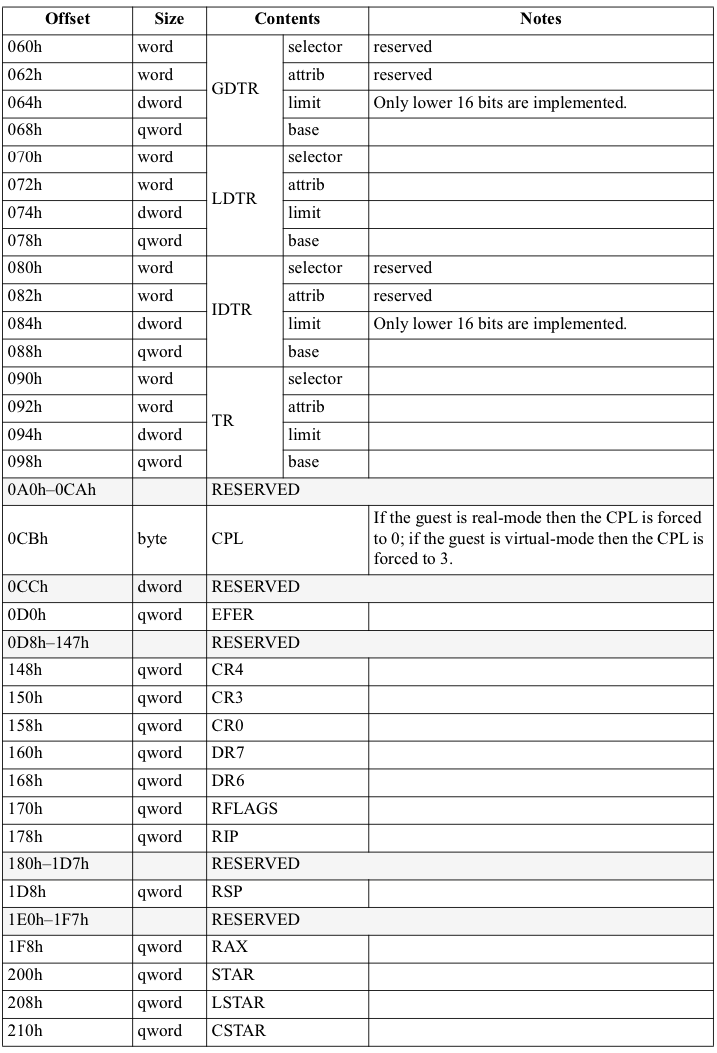 Offset Size Contents Notes
060h word GDTR selector reserved
062h word attrib reserved
064h dword limit Only lower 16 bits are implemented.
068h qword base
070h word LDTR selector
072h word attrib
074h dword limit
078h qword base
080h word IDTR selector reserved
082h word attrib reserved
084h dword limit Only lower 16 bits are implemented.
088h qword base
090h word TR selector
092h word attrib
094h dword limit
098h qword base
0A0h–0CAh RESERVED
0CBh byte CPL If the guest is real-mode then the CPL is forced
to 0; if the guest is virtual-mode then the CPL is
forced to 3.
0CCh dword RESERVED
0D0h qword EFER
0D8h–147h RESERVED
148h qword CR4
150h qword CR3
158h qword CR0
160h qword DR7
168h qword DR6
170h qword RFLAGS
178h qword RIP
180h–1D7h RESERVED
1D8h qword RSP
1E0h–1F7h RESERVED
1F8h qword RAX
200h qword STAR
208h qword LSTAR
210h qword CSTAR